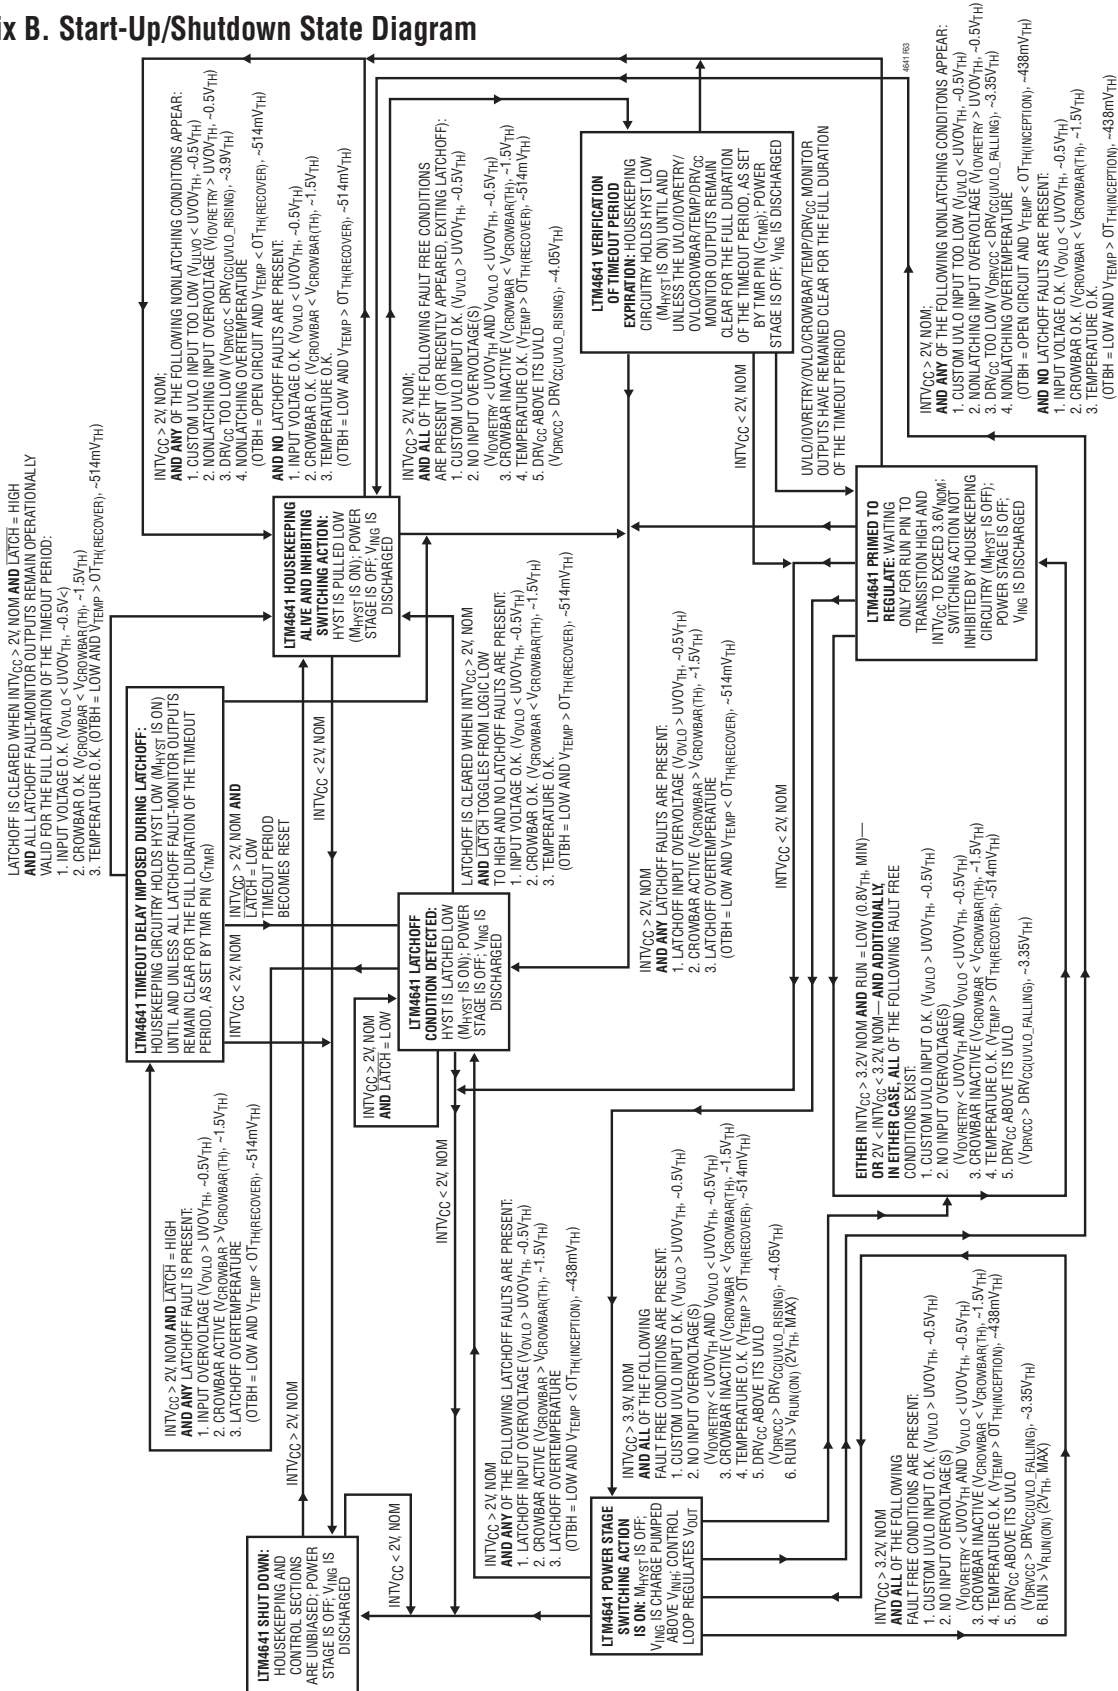 ix B. Start-Up/Shutdown State Diagram
LATCHOFF IS CLEARED WHEN INTVCC > 2V, NOM AND LATCH = HIGH
AND ALL LATCHOFF FAULT-MONITOR OUTPUTS REMAIN OPERATIONALLY
VALID FOR THE FULL DURATION OF THE TIMEOUT PERIOD:
1. INPUT VOLTAGE O.K. (VOVLO < UVOVTH, ~0.5V<)
2. CROWBAR O.K. (VCROWBAR < VCROWBAR(TH), ~1.5VTH)
3. TEMPERATURE O.K. (OTBH = LOW AND VTEMP > OTTH(RECOVER), ~514mVTH)
LTM4641 TIMEOUT DELAY IMPOSED DURING LATCHOFF:
HOUSEKEEPING CIRCUITRY HOLDS HYST LOW (MHYST IS ON)
UNTIL AND UNLESS ALL LATCHOFF FAULT-MONITOR OUTPUTS
REMAIN CLEAR FOR THE FULL DURATION OF THE TIMEOUT
PERIOD, AS SET BY TMR PIN (CTMR)
INTVCC < 2V, NOM
INTVCC > 2V, NOM AND
LATCH = LOW
TIMEOUT PERIOD
BECOMES RESET
INTVCC > 2V, NOM AND LATCH = HIGH
AND ANY LATCHOFF FAULT IS PRESENT:
1. INPUT OVERVOLTAGE (VOVLO > UVOVTH, ~0.5VTH)
2. CROWBAR ACTIVE (VCROWBAR > VCROWBAR(TH), ~1.5VTH)
3. LATCHOFF OVERTEMPERATURE
(OTBH = LOW AND VTEMP < OTTH(RECOVER), ~514mVTH)
INTVCC > 2V, NOM
LTM4641 SHUT DOWN:
HOUSEKEEPING AND
CONTROL SECTIONS
ARE UNBIASED; POWER
STAGE IS OFF; VING IS
DISCHARGED
INTVCC < 2V, NOM
INTVCC < 2V, NOM
INTVCC > 2V, NOM;
AND ANY OF THE FOLLOWING NONLATCHING CONDITONS APPEAR:
1. CUSTOM UVLO INPUT TOO LOW (VULVO < UVOVTH, ~0.5VTH)
2. NONLATCHING INPUT OVERVOLTAGE (VIOVRETRY > UVOVTH, ~0.5VTH)
3. DRVCC TOO LOW (VDRVCC < DRVCC(UVLO_RISING), ~3.9VTH)
4. NONLATCHING OVERTEMPERATURE
(OTBH = OPEN CIRCUIT AND VTEMP < OTTH(RECOVER), ~514mVTH)
AND NO LATCHOFF FAULTS ARE PRESENT:
1. INPUT VOLTAGE O.K. (VOVLO < UVOVTH, ~0.5VTH)
2. CROWBAR O.K. (VCROWBAR < VCROWBAR(TH), ~1.5VTH)
3. TEMPERATURE O.K.
(OTBH = LOW AND VTEMP > OTTH(RECOVER), ~514mVTH)
LTM4641 HOUSEKEEPING
ALIVE AND INHIBITING
SWITCHING ACTION:
HYST IS PULLED LOW
(MHYST IS ON); POWER
STAGE IS OFF; VING IS
DISCHARGED
INTVCC > 2V, NOM;
AND ALL OF THE FOLLOWING FAULT FREE CONDITIONS
ARE PRESENT (OR RECENTLY APPEARED, EXITING LATCHOFF):
1. CUSTOM UVLO INPUT O.K. (VUVLO > UVOVTH, ~0.5VTH)
2. NO INPUT OVERVOLTAGE(S)
(VIOVRETRY < UVOVTH AND VOVLO < UVOVTH, ~0.5VTH)
3. CROWBAR INACTIVE (VCROWBAR < VCROWBAR(TH), ~1.5VTH)
4. TEMPERATURE O.K. (VTEMP > OTTH(RECOVER), ~514mVTH)
5. DRVCC ABOVE ITS UVLO
(VDRVCC > DRVCC(UVLO_RISING), ~4.05VTH)
LATCHOFF IS CLEARED WHEN INTVCC > 2V, NOM
AND LATCH TOGGLES FROM LOGIC LOW
TO HIGH AND NO LATCHOFF FAULTS ARE PRESENT:
1. INPUT VOLTAGE O.K. (VOVLO < UVOVTH, ~0.5VTH)
2. CROWBAR O.K. (VCROWBAR < VCROWBAR(TH), ~1.5VTH)
3. TEMPERATURE O.K.
(OTBH = LOW AND VTEMP > OTTH(RECOVER), ~514mVTH)
LTM4641 LATCHOFF
CONDITION DETECTED:
HYST IS LATCHED LOW
(MHYST IS ON); POWER
STAGE IS OFF; VING IS
DISCHARGED
INTVCC > 2V, NOM
AND LATCH = LOW
INTVCC < 2V, NOM
INTVCC > 2V, NOM
AND ANY OF THE FOLLOWING LATCHOFF FAULTS ARE PRESENT:
1. LATCHOFF INPUT OVERVOLTAGE (VOVLO > UVOVTH, ~0.5VTH)
2. CROWBAR ACTIVE (VCROWBAR > VCROWBAR(TH), ~1.5VTH)
3. LATCHOFF OVERTEMPERATURE
(OTBH = LOW AND VTEMP < OTTH(INCEPTION), ~438mVTH)
LTM4641 VERIFICATION
OF TIMEOUT PERIOD
EXPIRATION: HOUSEKEEPING
CIRCUITRY HOLDS HYST LOW
(MHYST IS ON) UNTIL AND
UNLESS THE UVLO/IOVRETRY/
OVLO/CROWBAR/TEMP/DRVCC
MONITOR OUTPUTS REMAIN
CLEAR FOR THE FULL DURATION
OF THE TIMEOUT PERIOD, AS SET
BY TMR PIN (CTMR); POWER
STAGE IS OFF; VING IS DISCHARGED
INTVCC < 2V, NOM
UVLO/IOVRETRY/OVLO/CROWBAR/TEMP/DRVCC MONITOR
OUTPUTS HAVE REMAINED CLEAR FOR THE FULL DURATION
OF THE TIMEOUT PERIOD
INTVCC > 2V, NOM
AND ANY LATCHOFF FAULTS ARE PRESENT:
1. LATCHOFF INPUT OVERVOLTAGE (VOVLO > UVOVTH, ~0.5VTH)
2. CROWBAR ACTIVE (VCROWBAR > VCROWBAR(TH), ~1.5VTH)
3. LATCHOFF OVERTEMPERATURE
(OTBH = LOW AND VTEMP < OTTH(RECOVER), ~514mVTH)
INTVCC < 2V, NOM
LTM4641 PRIMED TO
REGULATE: WAITING
ONLY FOR RUN PIN TO
TRANSISTION HIGH AND
INTVCC TO EXCEED 3.6VNOM;
SWITCHING ACTION NOT
INHIBITED BY HOUSEKEEPING
CIRCUITRY (MHYST IS OFF);
POWER STAGE IS OFF;
VING IS DISCHARGED
4641 F63
INTVCC > 2V, NOM;
AND ANY OF THE FOLLOWING NONLATCHING CONDITIONS APPEAR:
1. CUSTOM UVLO INPUT TOO LOW (VUVLO < UVOVTH, ~0.5VTH)
2. NONLATCHING INPUT OVERVOLTAGE (VIOVRETRY > UVOVTH, ~0.5VTH)
3. DRVCC TOO LOW (VDRVCC < DRVCC(UVLO_FALLING), ~3.35VTH)
4. NONLATCHING OVERTEMPERATURE
(OTBH = OPEN CIRCUIT AND VTEMP < OTTH(INCEPTION), ~438mVTH)
AND NO LATCHOFF FAULTS ARE PRESENT:
1. INPUT VOLTAGE O.K. (VOVLO < UVOVTH, ~0.5VTH)
2. CROWBAR O.K. (VCROWBAR < VCROWBAR(TH), ~1.5VTH)
3. TEMPERATURE O.K.
(OTBH = LOW AND VTEMP > OTTH(INCEPTION), ~438mVTH)
EITHER INTVCC > 3.2V NOM AND RUN = LOW (0.8VTH, MIN)—
OR 2V < INTVCC < 3.2V, NOM— AND ADDITIONALLY,
IN EITHER CASE, ALL OF THE FOLLOWING FAULT FREE
CONDITIONS EXIST:
1. CUSTOM UVLO INPUT O.K. (VUVLO > UVOVTH, ~0.5VTH)
2. NO INPUT OVERVOLTAGE(S)
(VIOVRETRY < UVOVTH AND VOVLO < UVOVTH, ~0.5VTH)
3. CROWBAR INACTIVE (VCROWBAR < VCROWBAR(TH), ~1.5VTH)
4. TEMPERATURE O.K. (VTEMP > OTTH(RECOVER), ~514mVTH)
5. DRVCC ABOVE ITS UVLO
(VDRVCC > DRVCC(UVLO_FALLING), ~3.35VTH)
INTVCC > 3.9V, NOM
AND ALL OF THE FOLLOWING
FAULT FREE CONDITIONS ARE PRESENT:
1. CUSTOM UVLO INPUT O.K. (VUVLO > UVOVTH, ~0.5VTH)
2. NO INPUT OVERVOLTAGE(S)
(VIOVRETRY < UVOVTH AND VOVLO < UVOVTH, ~0.5VTH)
3. CROWBAR INACTIVE (VCROWBAR < VCROWBAR(TH), ~1.5VTH)
4. TEMPERATURE O.K. (VTEMP > OTTH(RECOVER), ~514mVTH)
5. DRVCC ABOVE ITS UVLO
(VDRVCC > DRVCC(UVLO_RISING), ~4.05VTH)
6. RUN > VRUN(ON) (2VTH, MAX)
LTM4641 POWER STAGE
SWITCHING ACTION
IS ON: MHYST IS OFF;
VING IS CHARGE PUMPED
ABOVE VINH; CONTROL
LOOP REGULATES VOUT
INTVCC > 3.2V, NOM
AND ALL OF THE FOLLOWING
FAULT FREE CONDITIONS ARE PRESENT:
1. CUSTOM UVLO INPUT O.K. (VUVLO > UVOVTH, ~0.5VTH)
2. NO INPUT OVERVOLTAGE(S)
(VIOVRETRY < UVOVTH AND VOVLO < UVOVTH, ~0.5VTH)
3. CROWBAR INACTIVE (VCROWBAR < VCROWBAR(TH), ~1.5VTH)
4. TEMPERATURE O.K. (VTEMP > OTTH(INCEPTION), ~438mVTH)
5. DRVCC ABOVE ITS UVLO
(VDRVCC > DRVCC(UVLO_FALLING), ~3.35VTH)
6. RUN > VRUN(ON) (2VTH, MAX)